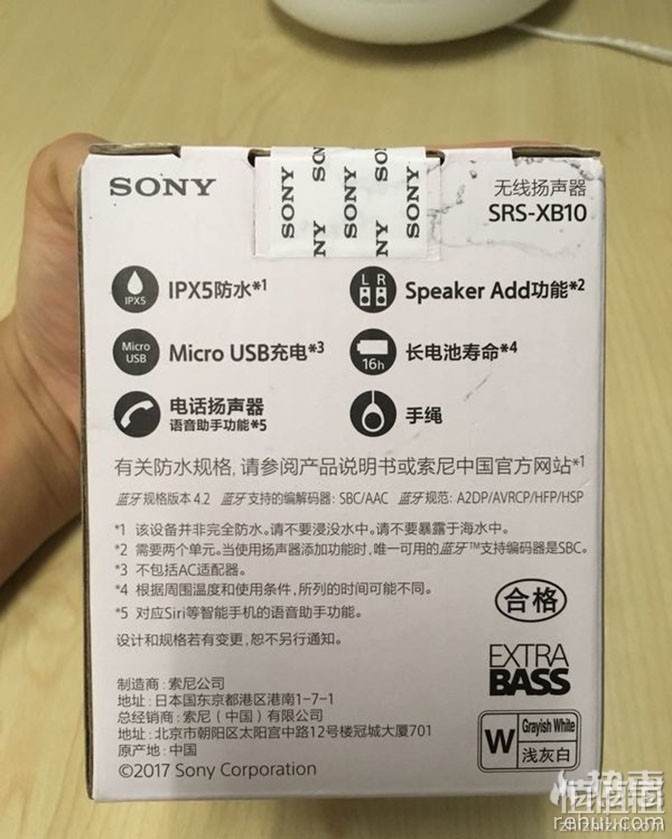 SONY
SONY SONY SONY SONY SONY
无线扬声器
SRS-XB10
IPX5
IPX5防水*1
L R
Speaker Add功能*2
Micro USB
Micro USB充电*3
16h
长电池寿命*4
电话扬声器
语音助手功能*5
手绳
有关防水规格,请参阅产品说明书或索尼中国官方网站*1
蓝牙规格版本4.2 蓝牙支持的编解码器: SBC/AAC 蓝牙规范: A2DP/AVRCP/HFP/HSP
*1 该设备并非完全防水。请不要浸没水中。请不要暴露于海水中。
*2 需要两个单元。当使用扬声器添加功能时,唯一可用的蓝牙™支持编码器是SBC。
*3 不包括AC适配器。
*4 根据周围温度和使用条件,所列的时间可能不同。
*5 对应Siri等智能手机的语音助手功能。
设计和规格若有变更,恕不另行通知。
合格
EXTRA
BASS
制造商:索尼公司
地址:日本国东京都港区港南1-7-1
总经销商:索尼(中国)有限公司
地址:北京市朝阳区太阳宫中路12号楼冠城大厦701
原产地:中国
©2017 Sony Corporation
W
Grayish White
浅灰白
值值值
zhizhizhi.com
rehui.com